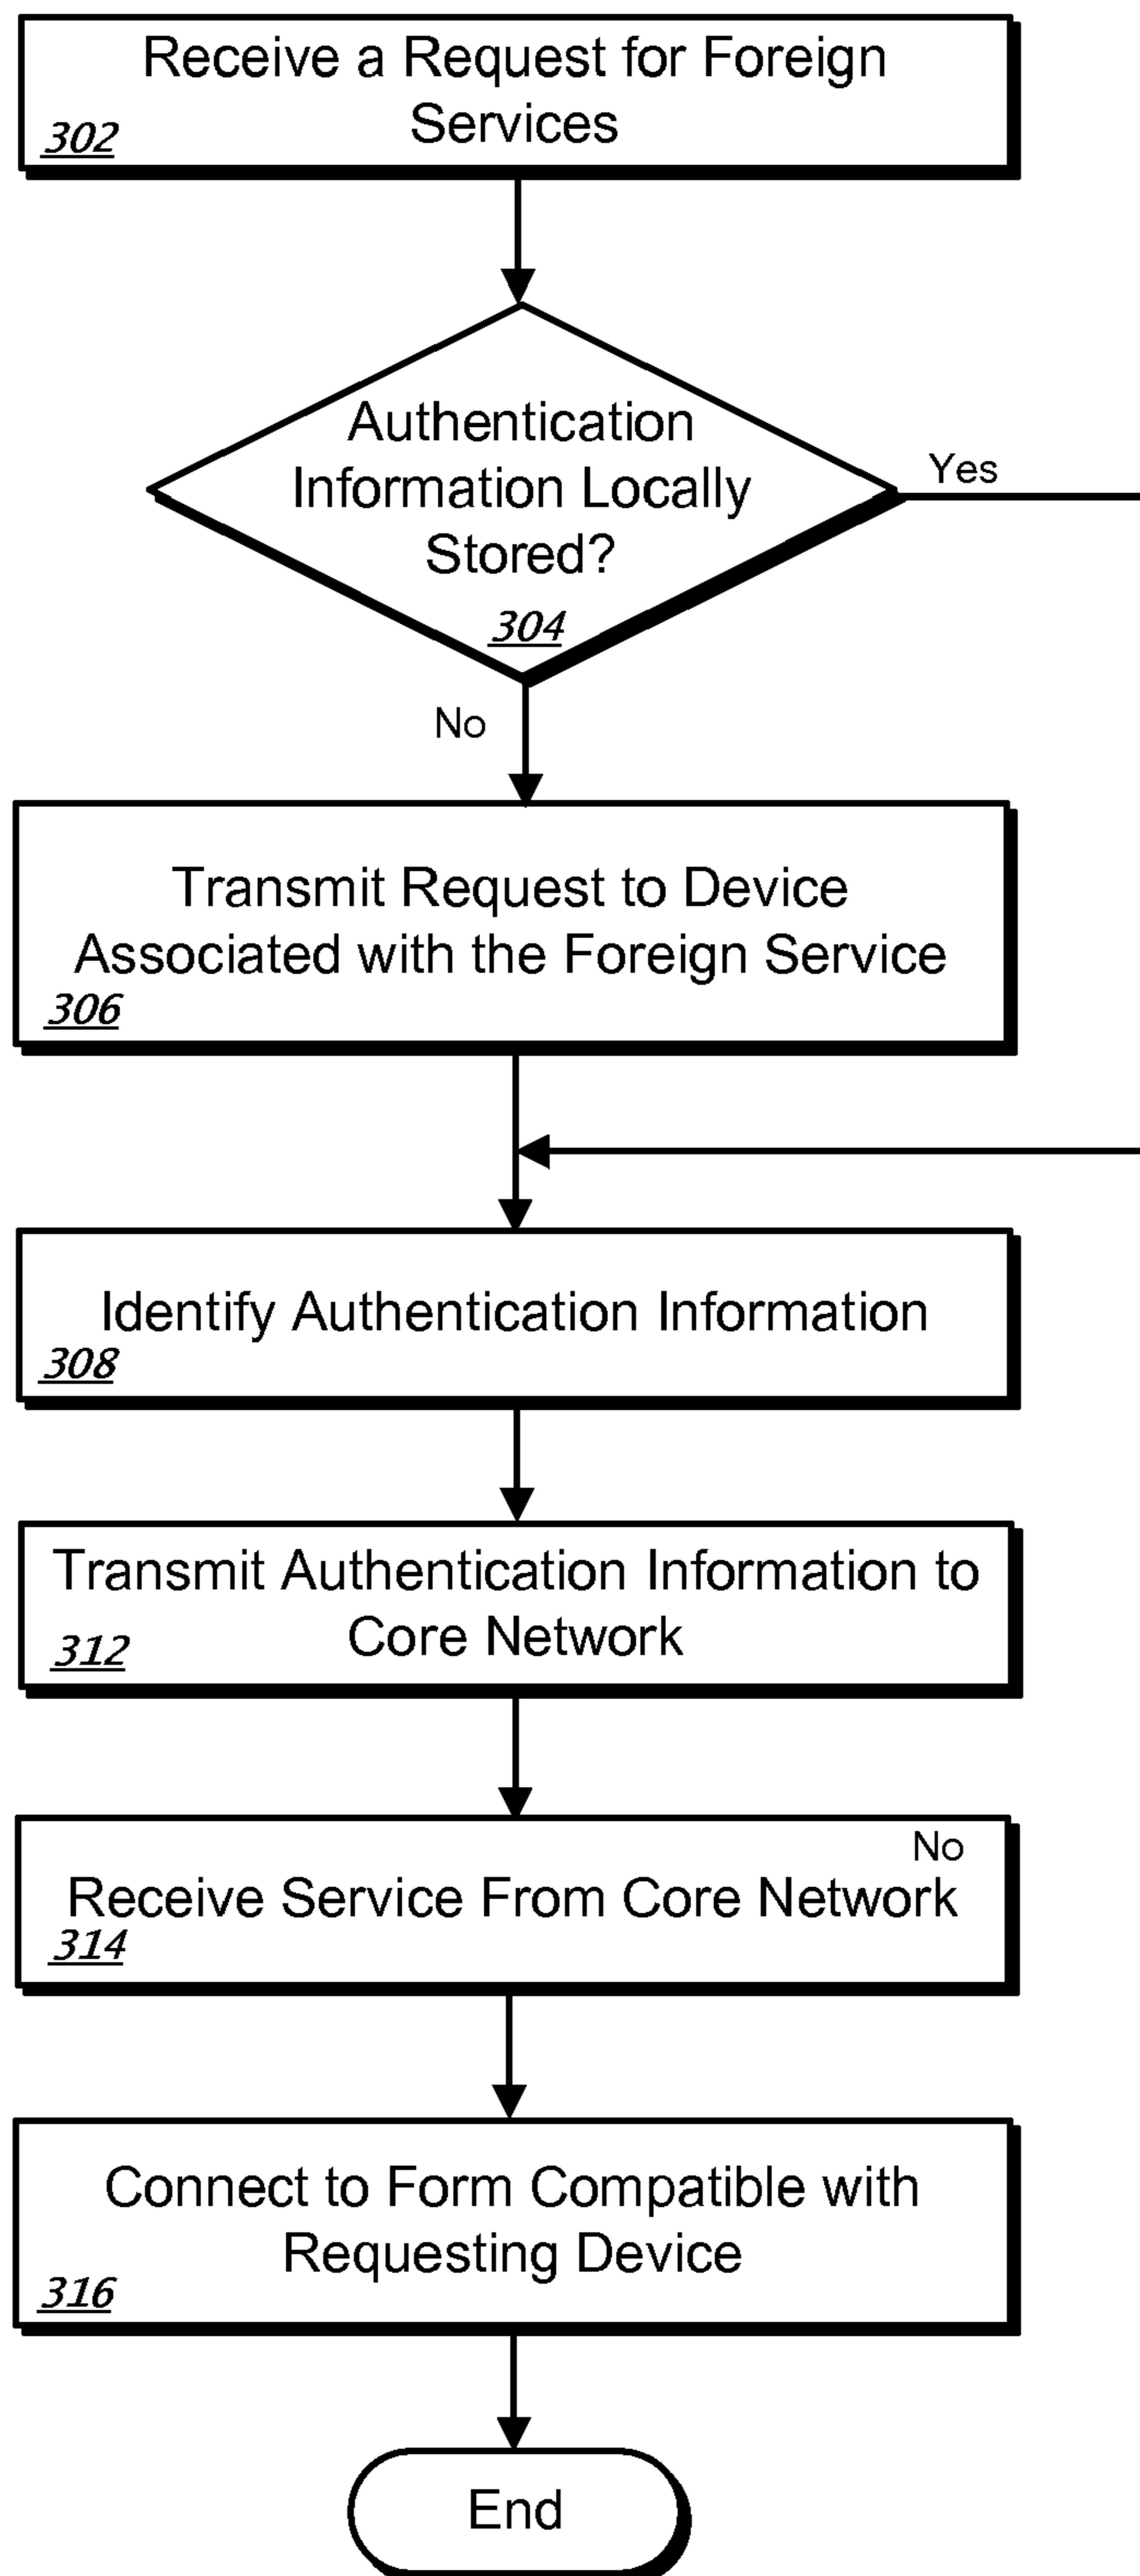 Receive a Request for Foreign
Services
302
Authentication
Information Locally
Stored?
304
Yes
No
Transmit Request to Device
Associated with the Foreign Service
306
Identify Authentication Information
308
Transmit Authentication Information to
Core Network
312
No
Receive Service From Core Network
314
Connect to Form Compatible with
Requesting Device
316
End